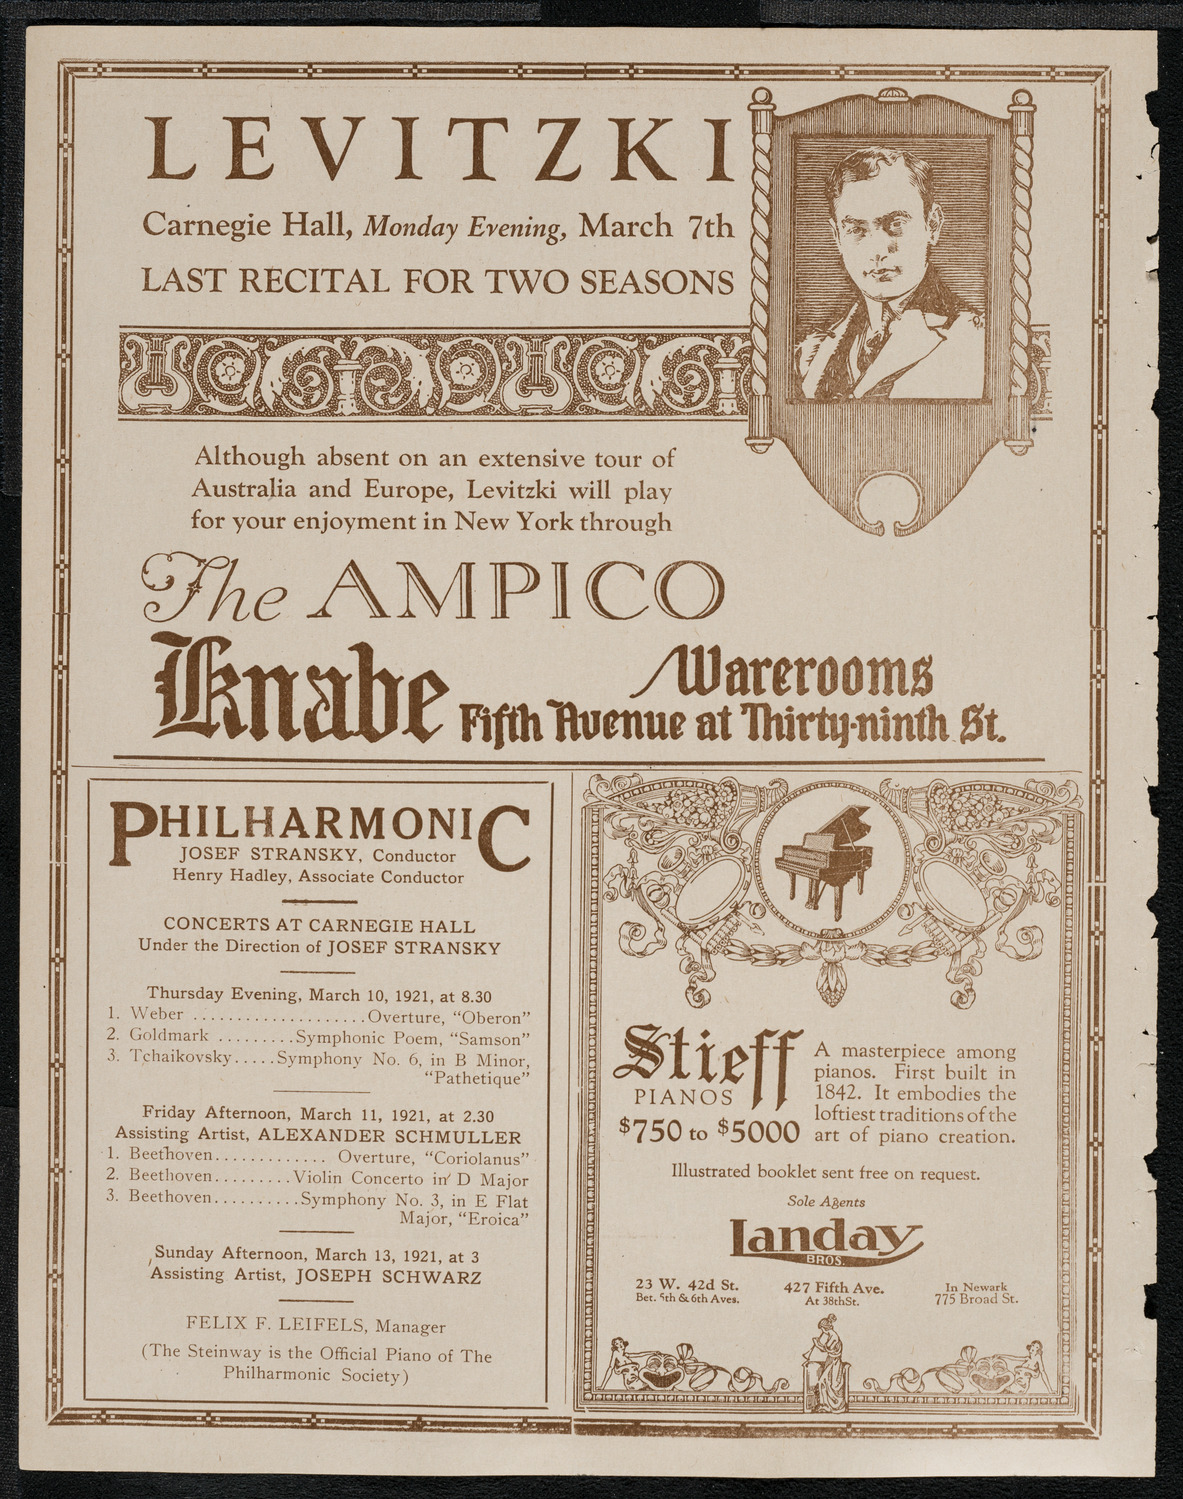 LEVITZKI
Carnegie Hall, Monday Evening, March 7th
LAST RECITAL FOR TWO SEASONS
Although absent on an extensive tour of
Australia and Europe, Levitzki will play
for your enjoyment in New York through
The AMPICO
Knabe Warerooms
Fifth Avenue at Thirty-ninth St.
PHILHARMONIC
JOSEF STRANSKY, Conductor
Henry Hadley, Associate Conductor
CONCERTS AT CARNEGIE HALL
Under the Direction of JOSEF STRANSKY
Thursday Evening, March 10, 1921, at 8.30
1. Weber ....................Overture, “Oberon”
2. Goldmark .........Symphonic Poem, “Samson”
3. Tchaikovsky.....Symphony No. 6, in B Minor,
“Pathetique”
Friday Afternoon, March 11, 1921, at 2.30
Assisting Artist, ALEXANDER SCHMULLER
1. Beethoven............. Overture, “Coriolanus”
2. Beethoven.........Violin Concerto in D Major
3. Beethoven..........Symphony No. 3, in E Flat
Major, “Eroica”
Sunday Afternoon, March 13, 1921, at 3
Assisting Artist, JOSEPH SCHWARZ
FELIX F. LEIFELS, Manager
(The Steinway is the Official Piano of The
Philharmonic Society)
Stieff
PIANOS
$750 to $5000
A masterpiece among
pianos. First built in
1842. It embodies the
loftiest traditions of the
art of piano creation.
Illustrated booklet sent free on request.
Sole Agents
Landay
BROS.
23 W. 42d St.
Bet. 5th & 6th Aves.
427 Fifth Ave.
At 38th St.
In Newark
775 Broad St.